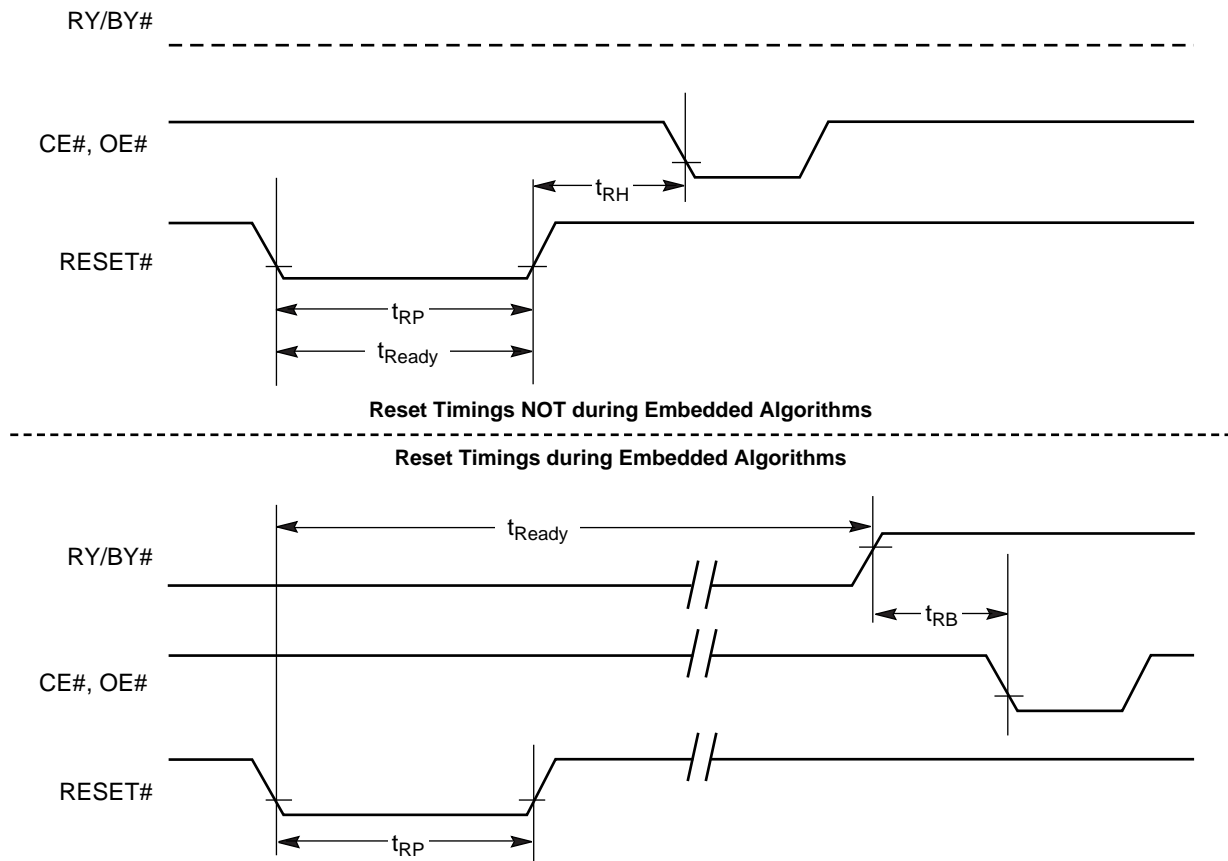 RY/BY#
CE#, OE#
tRH
RESET#
tRP
tReady
Reset Timings NOT during Embedded Algorithms
Reset Timings during Embedded Algorithms
tReady
RY/BY#
tRB
CE#, OE#
RESET#
tRP